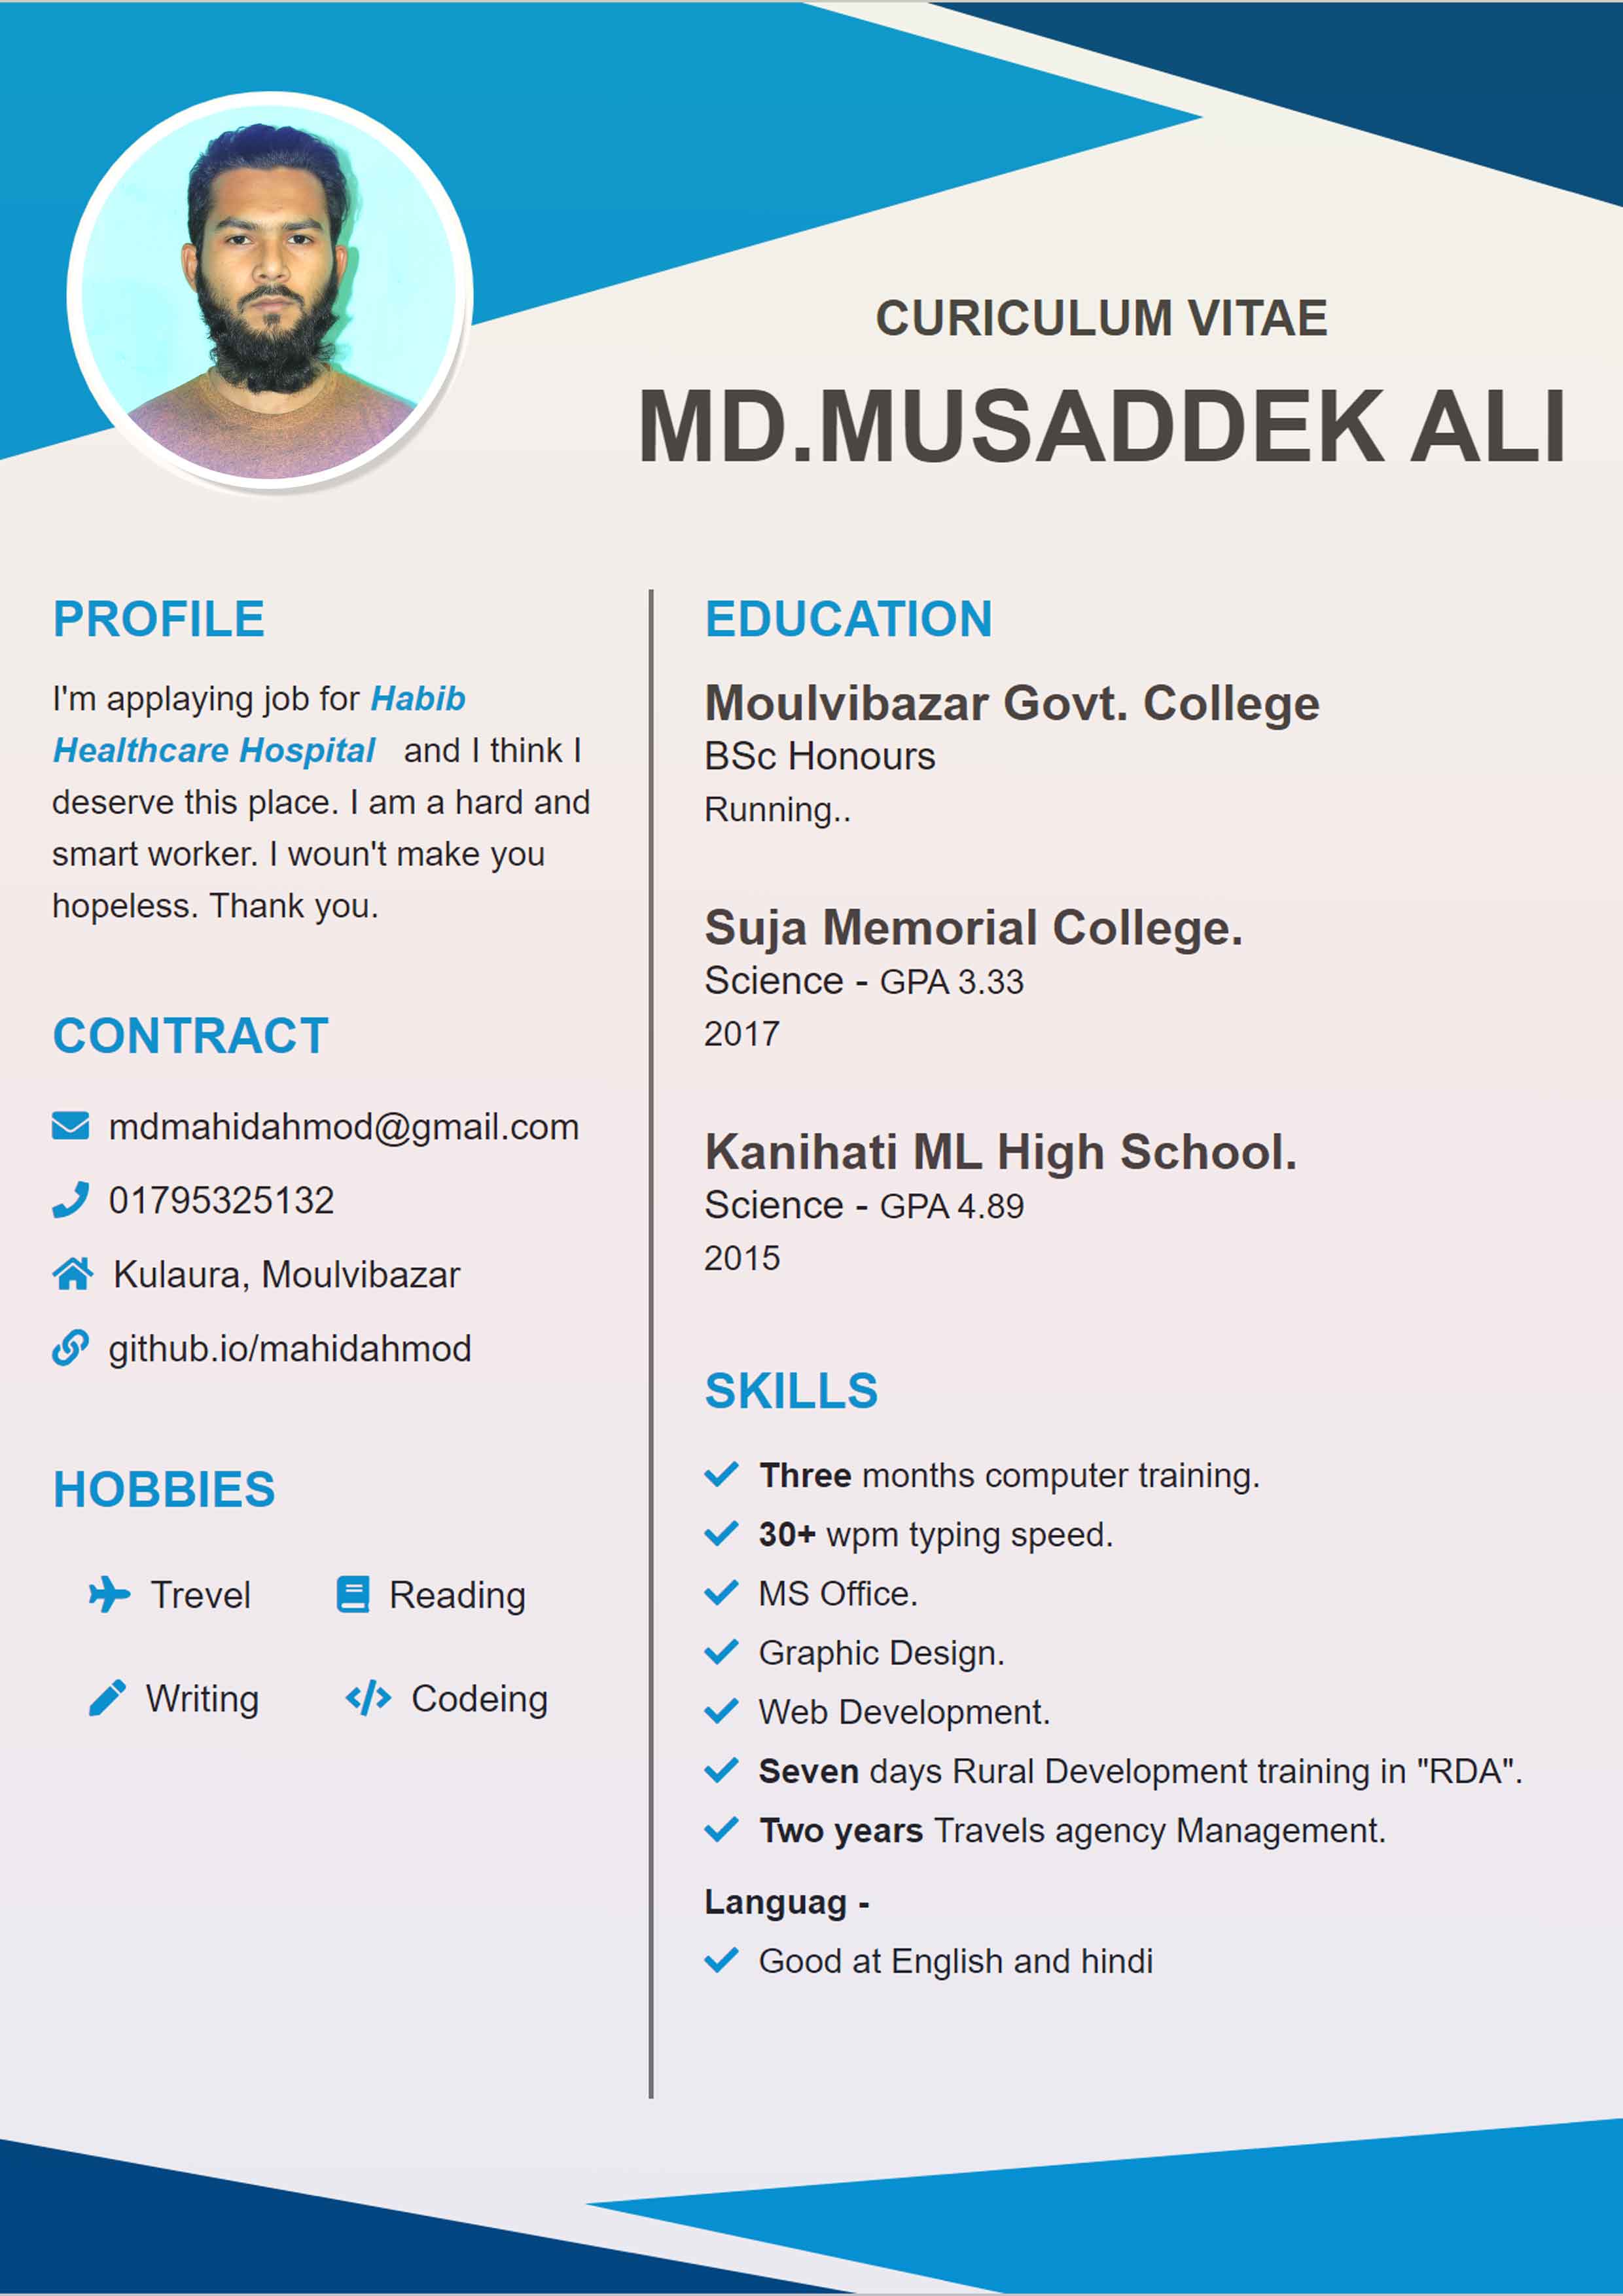 CURICULUM VITAE
MD.MUSADDEK ALI
PROFILE
I'm applaying job for Habib
Healthcare Hospital and I think I
deserve this place. I am a hard and
smart worker. I woun't make you
hopeless. Thank you.
CONTRACT
mdmahidahmod@gmail.com
01795325132
Kulaura, Moulvibazar
github.io/mahidahmod
HOBBIES
Trevel Reading
Writing Codeing
EDUCATION
Moulvibazar Govt. College
BSc Honours
Running..
Suja Memorial College.
Science - GPA 3.33
2017
Kanihati ML High School.
Science - GPA 4.89
2015
SKILLS
Three months computer training.
30+ wpm typing speed.
MS Office.
Graphic Design.
Web Development.
Seven days Rural Development training in "RDA".
Two years Travels agency Management.
Languag -
Good at English and hindi